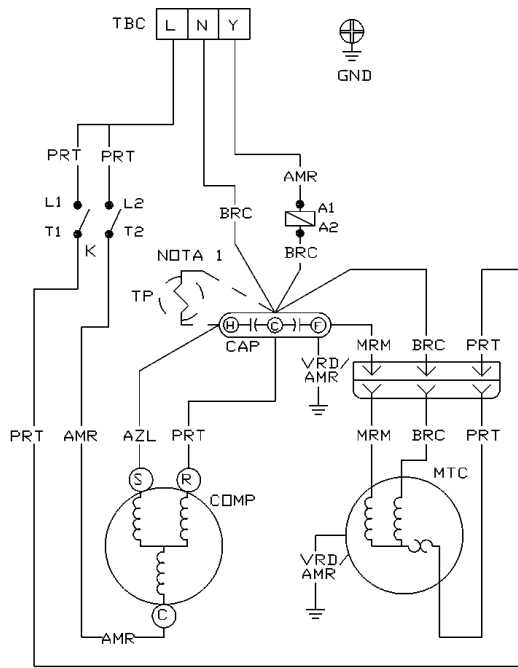 TBC L N Y
GND
PRT PRT
AMR
L1 L2
A1
T1 T2
A2
K
BRC
BRC
NOTA 1
TP
H C F
CAP
MRM BRC PRT
VRD/
AMR
PRT AMR AZL PRT MRM BRC PRT
S R
COMP
MTC
VRD/
AMR
C
AMR